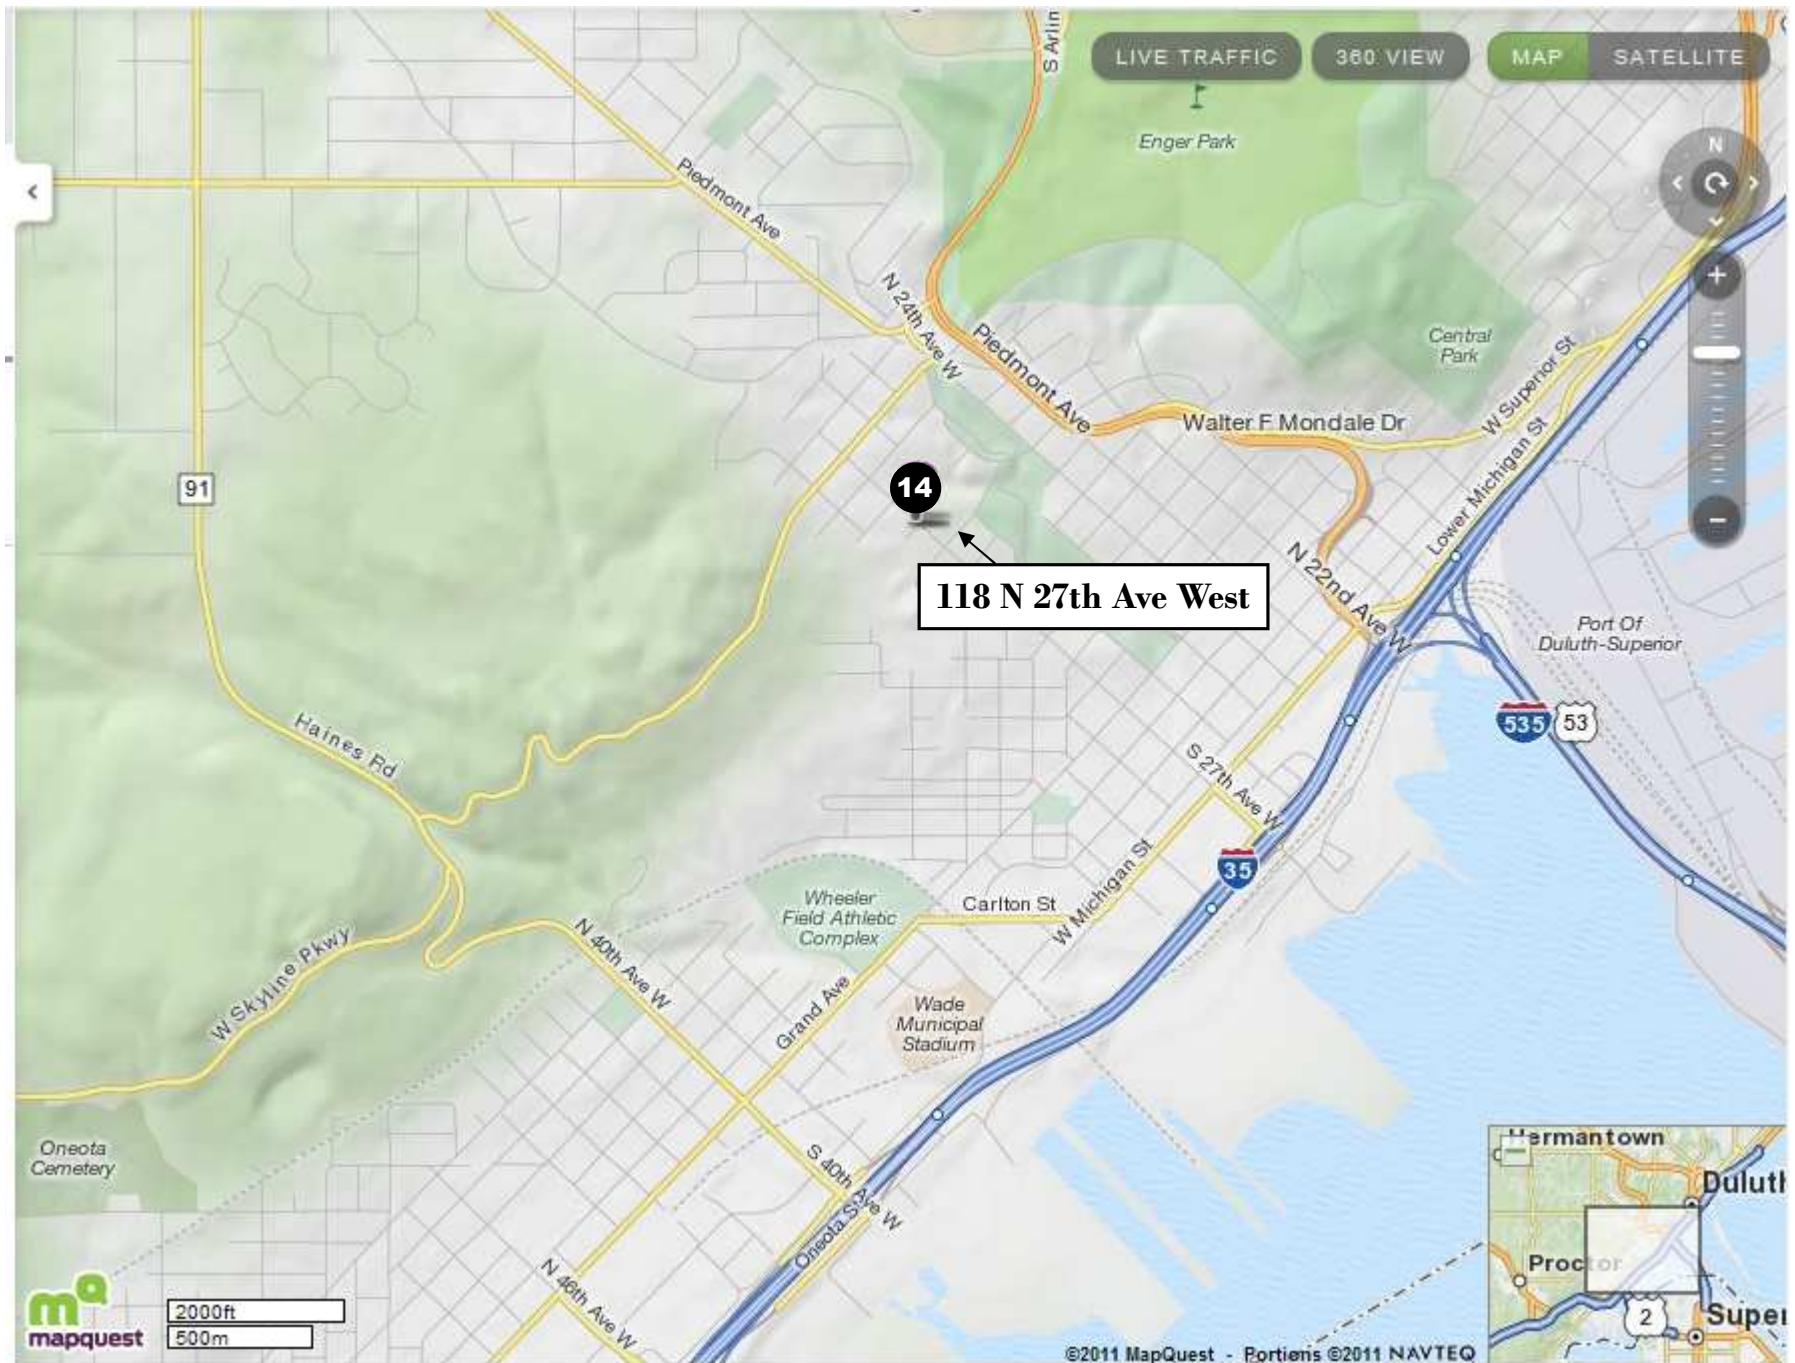 S Arlin
LIVE TRAFFIC
360 VIEW
MAP
SATELLITE
Enger Park
N
Piedmont Ave
N 24th Ave W
Piedmont Ave
Central
Park
W Superior St
Walter F Mondale Dr
Lower Michigan St
91
14
118 N 27th Ave West
N 22nd Ave W
Port Of
Duluth-Superior
535
53
Haines Rd
S 27th Ave W
35
W Michigan St
Wheeler
Field Athletic
Complex
Carlton St
N 40th Ave W
W Skyline Pkwy
Grand Ave
Wade
Municipal
Stadium
Oneota
Cemetery
S 40th Ave W
Oneota St
N 46th Ave W
Hermantown
Duluth
Proctor
2
Super
mapquest
2000ft
500m
©2011 MapQuest - Portions ©2011 NAVTEQ